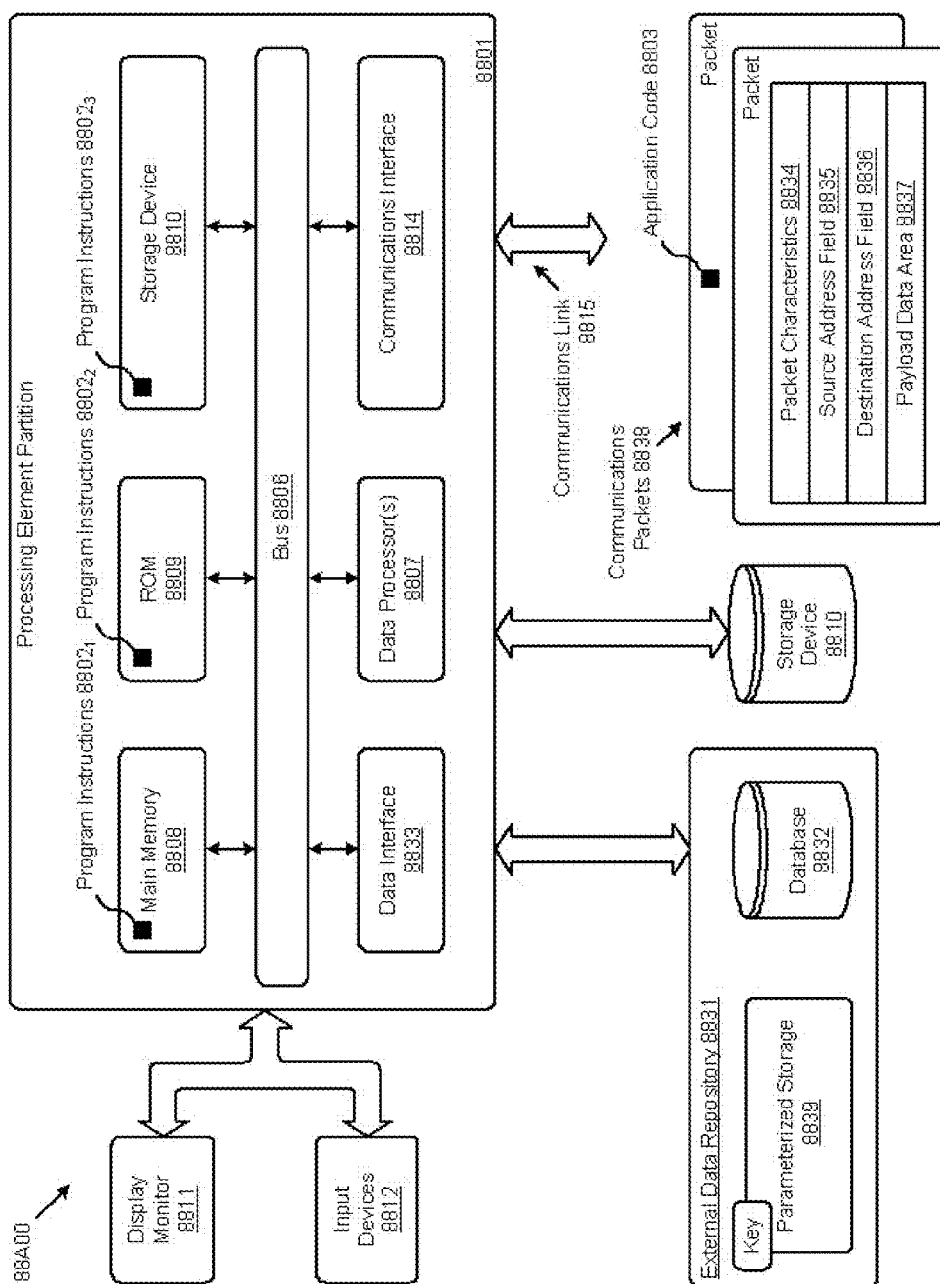 88A00
Display
Monitor
8811
Input
Devices
8812
Processing Element Partition
Program Instructions 8802₁
Program Instructions 8802₂
Program Instructions 8802₃
Main Memory
8808
ROM
8809
Storage Device
8810
Bus 8806
Data Interface
8833
Data Processor(s)
8807
Communications Interface
8814
8801
External Data Repository 8831
Key
Parameterized Storage
8839
Database
8832
Storage
Device
8810
Communications Link
8815
Communications
Packets 8838
Application Code 8803
Packet
Packet
Packet Characteristics 8834
Source Address Field 8835
Destination Address Field 8836
Payload Data Area 8837